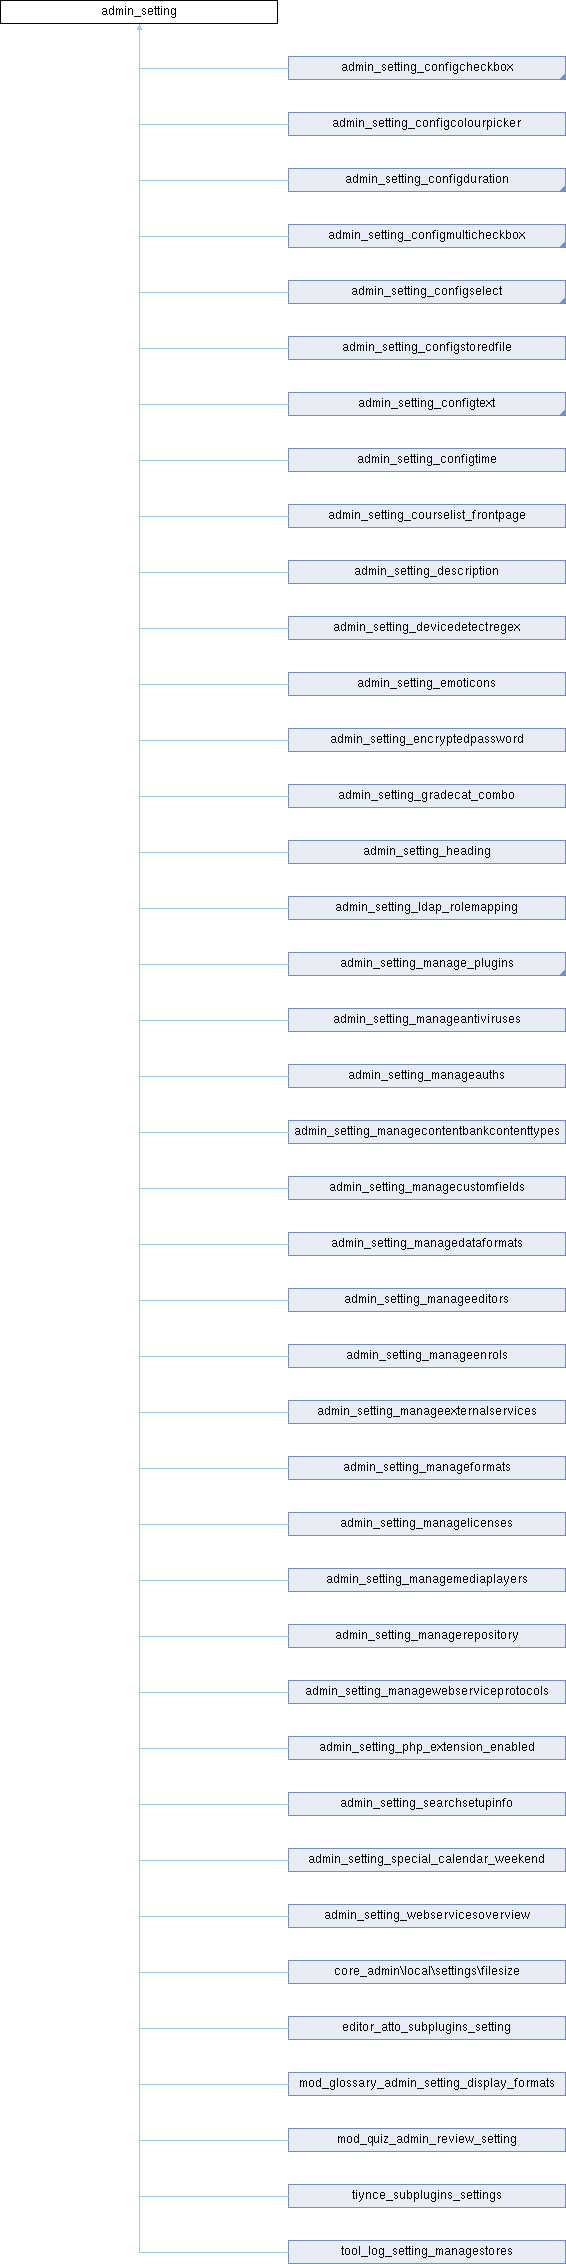 admin_setting
admin_setting_configcheckbox
admin_setting_configcolourpicker
admin_setting_configduration
admin_setting_configmulticheckbox
admin_setting_configselect
admin_setting_configstoredfile
admin_setting_configtext
admin_setting_configtime
admin_setting_courselist_frontpage
admin_setting_description
admin_setting_devicedetectregex
admin_setting_emoticons
admin_setting_encryptedpassword
admin_setting_gradecat_combo
admin_setting_heading
admin_setting_ldap_rolemapping
admin_setting_manage_plugins
admin_setting_manageantiviruses
admin_setting_manageauths
admin_setting_managecontentbankcontenttypes
admin_setting_managecustomfields
admin_setting_managedataformats
admin_setting_manageeditors
admin_setting_manageenrols
admin_setting_manageexternalservices
admin_setting_manageformats
admin_setting_managelicenses
admin_setting_managemediaplayers
admin_setting_managerepository
admin_setting_managewebserviceprotocols
admin_setting_php_extension_enabled
admin_setting_searchsetupinfo
admin_setting_special_calendar_weekend
admin_setting_webservicesoverview
core_admin\local\settings\filesize
editor_atto_subplugins_setting
mod_glossary_admin_setting_display_formats
mod_quiz_admin_review_setting
tiynce_subplugins_settings
tool_log_setting_managestores